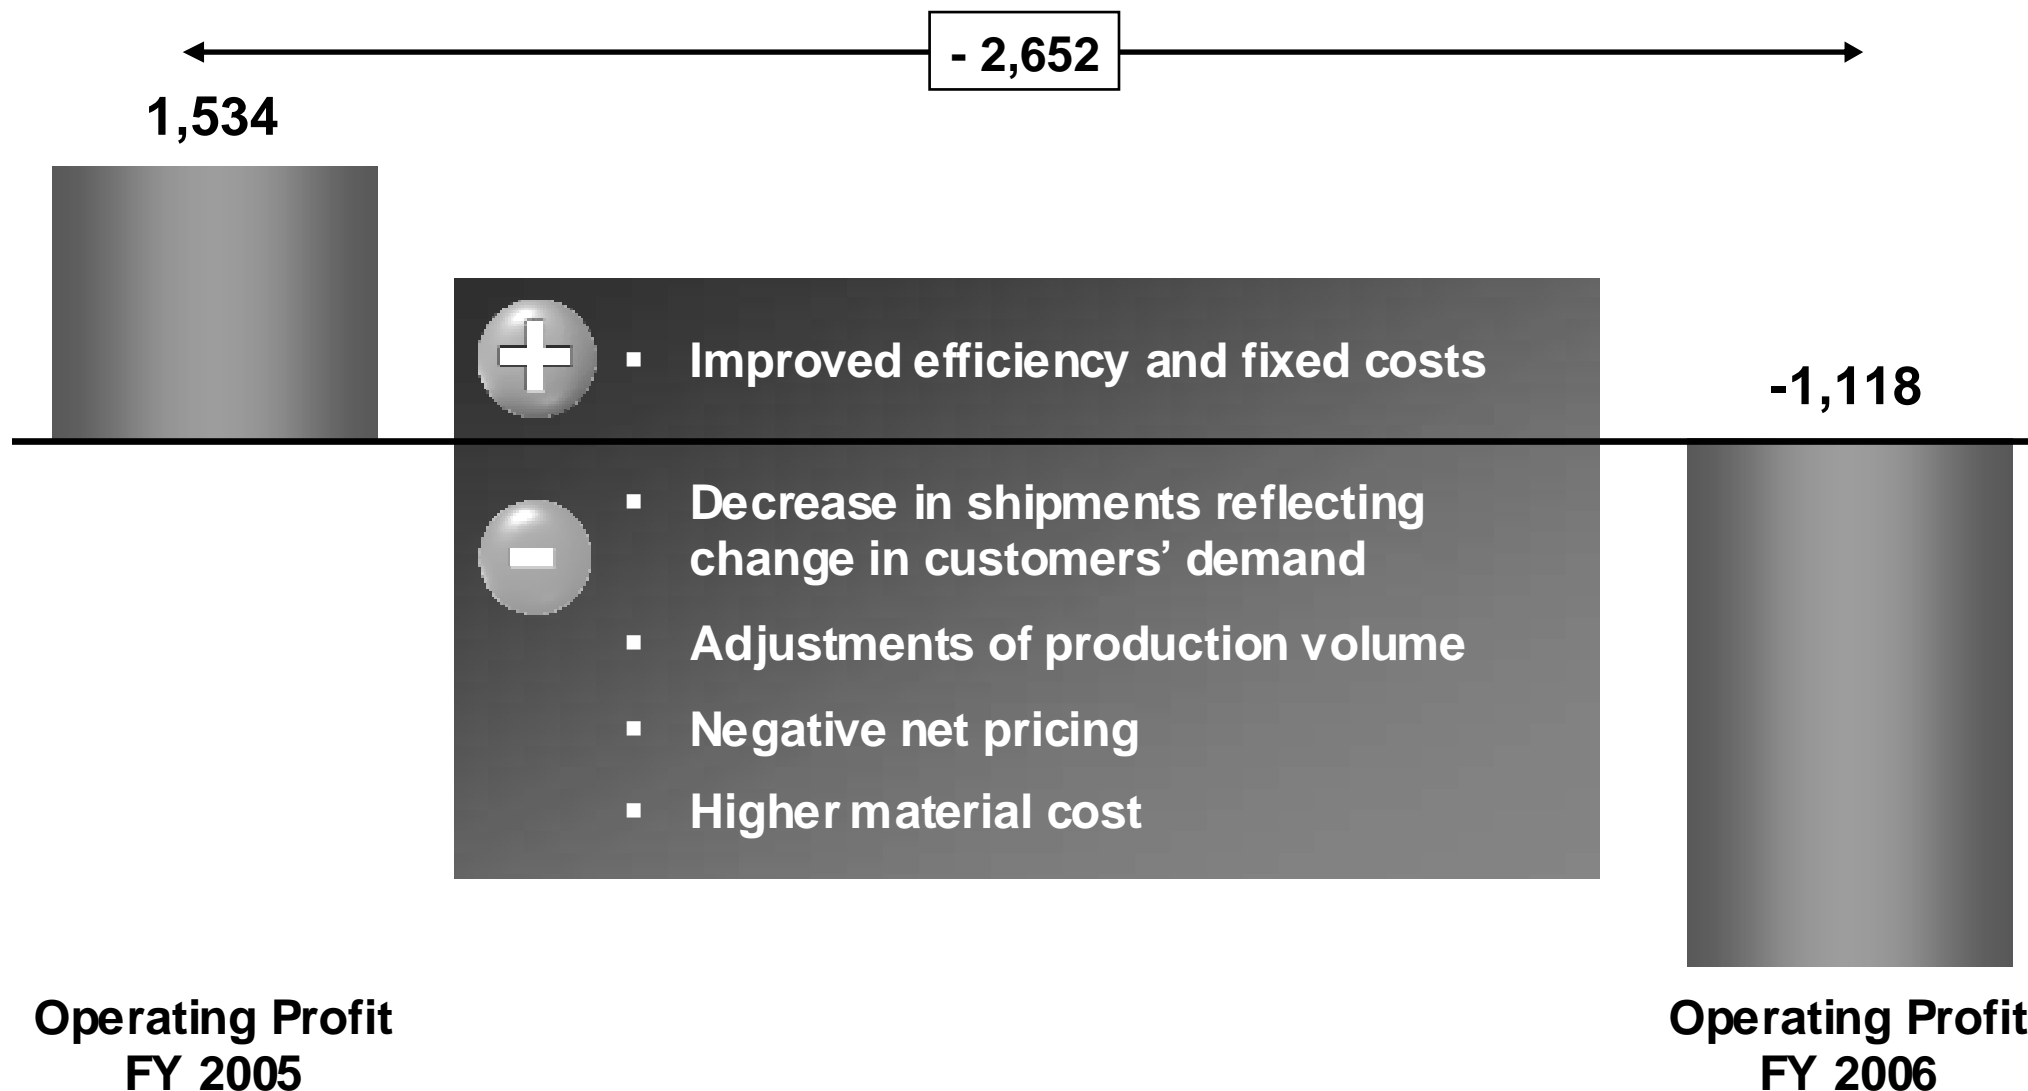 - 2,652
1,534
+
▪ Improved efficiency and fixed costs
-1,118
-
▪ Decrease in shipments reflecting
change in customers’ demand
▪ Adjustments of production volume
▪ Negative net pricing
▪ Higher material cost
Operating Profit
FY 2005
Operating Profit
FY 2006